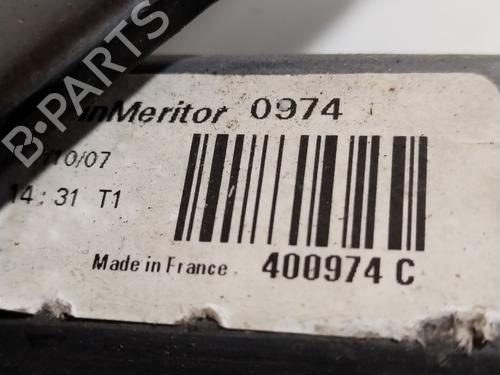 inMeritor 0974
/10/07
14:31 T1
Made in France 400974 C
B-PARTS